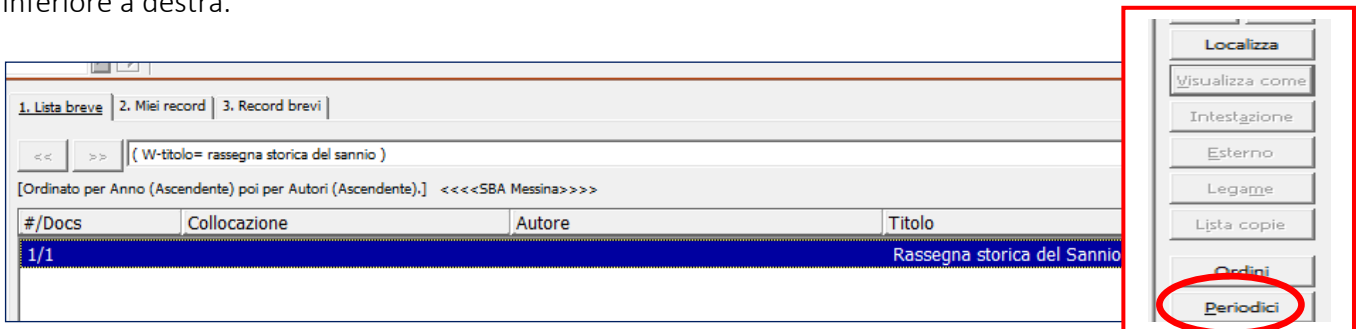 inferiore a destra.
1. Lista breve 2. Miei record 3. Record brevi
<< >> ( W-titolo= rassegna storica del sannio )
[Ordinato per Anno (Ascendente) poi per Autori (Ascendente).] <<<<SBA Messina>>>>
#/Docs Collocazione Autore Titolo
1/1 Rassegna storica del Sannio
Localizza
Visualizza come
Intestazione
Esterno
Legame
Lista copie
Ordini
Periodici